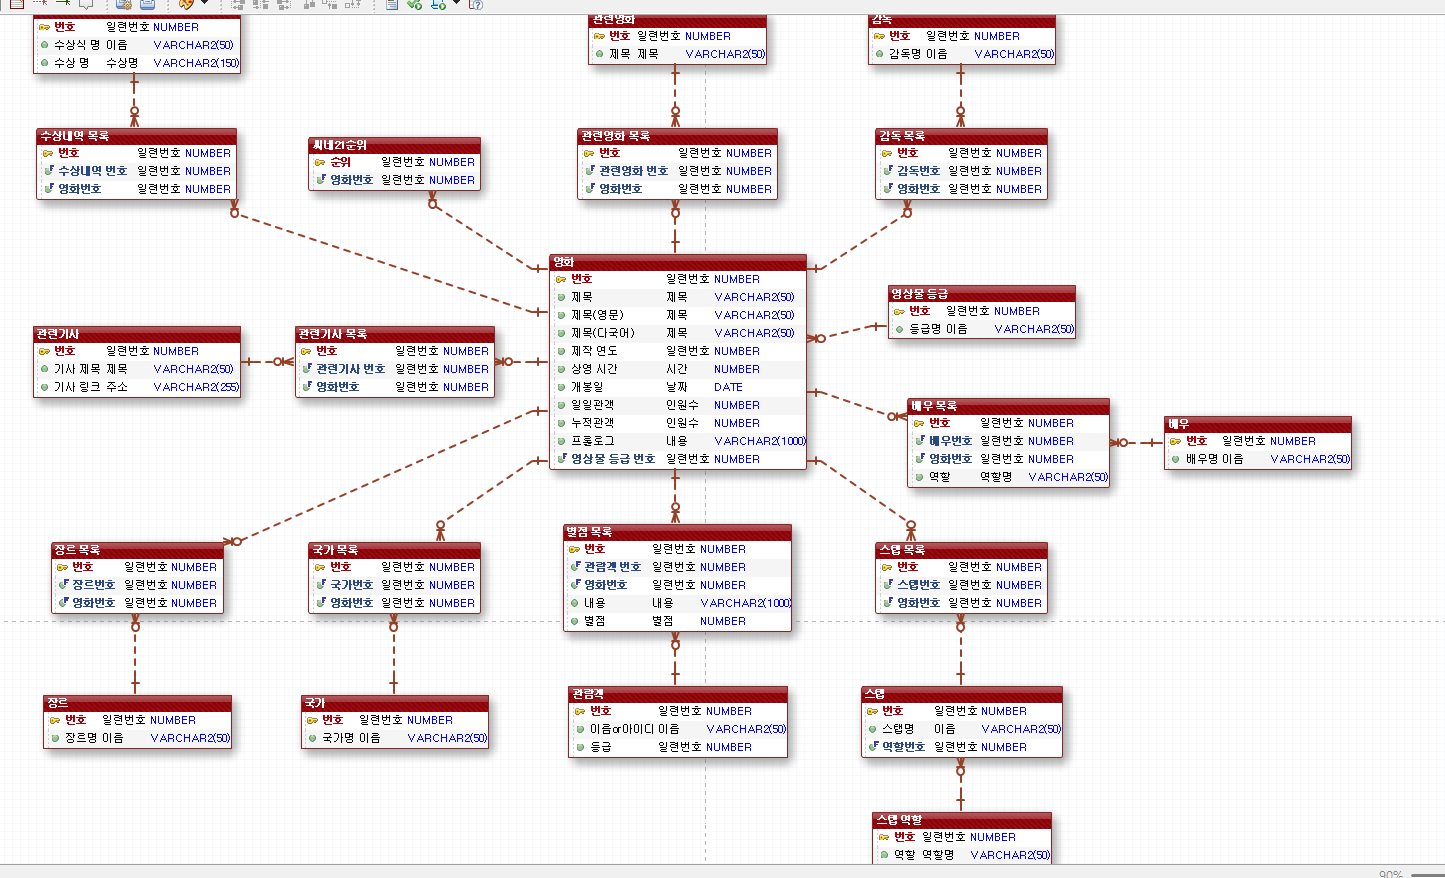 번호 일련번호 NUMBER
수상식 명 이름 VARCHAR2(50)
수상 명 수상명 VARCHAR2(150)
관련영화
번호 일련번호 NUMBER
제목 제목 VARCHAR2(50)
감독
번호 일련번호 NUMBER
감독명 이름 VARCHAR2(50)
수상내역 목록
번호 일련번호 NUMBER
수상내역 번호 일련번호 NUMBER
영화번호 일련번호 NUMBER
씨네21순위
순위 일련번호 NUMBER
영화번호 일련번호 NUMBER
관련영화 목록
번호 일련번호 NUMBER
관련영화 번호 일련번호 NUMBER
영화번호 일련번호 NUMBER
감독 목록
번호 일련번호 NUMBER
감독번호 일련번호 NUMBER
영화번호 일련번호 NUMBER
영화
번호 일련번호 NUMBER
제목 제목 VARCHAR2(50)
제목(영문) 제목 VARCHAR2(50)
제목(다국어) 제목 VARCHAR2(50)
제작 연도 일련번호 NUMBER
상영 시간 시간 NUMBER
개봉일 날짜 DATE
일일관객 인원수 NUMBER
누적관객 인원수 NUMBER
프롤로그 내용 VARCHAR2(1000)
영상물 등급 번호 일련번호 NUMBER
영상물 등급
번호 일련번호 NUMBER
등급명 이름 VARCHAR2(50)
관련기사
번호 일련번호 NUMBER
기사 제목 제목 VARCHAR2(50)
기사 링크 주소 VARCHAR2(255)
관련기사 목록
번호 일련번호 NUMBER
관련기사 번호 일련번호 NUMBER
영화번호 일련번호 NUMBER
배우 목록
번호 일련번호 NUMBER
배우번호 일련번호 NUMBER
영화번호 일련번호 NUMBER
역할 역할명 VARCHAR2(50)
배우
번호 일련번호 NUMBER
배우명 이름 VARCHAR2(50)
장르 목록
번호 일련번호 NUMBER
장르번호 일련번호 NUMBER
영화번호 일련번호 NUMBER
국가 목록
번호 일련번호 NUMBER
국가번호 일련번호 NUMBER
영화번호 일련번호 NUMBER
별점 목록
번호 일련번호 NUMBER
관람객 번호 일련번호 NUMBER
영화번호 일련번호 NUMBER
내용 내용 VARCHAR2(1000)
별점 별점 NUMBER
스탭 목록
번호 일련번호 NUMBER
스탭번호 일련번호 NUMBER
영화번호 일련번호 NUMBER
장르
번호 일련번호 NUMBER
장르명 이름 VARCHAR2(50)
국가
번호 일련번호 NUMBER
국가명 이름 VARCHAR2(50)
관람객
번호 일련번호 NUMBER
이름or아이디 이름 VARCHAR2(50)
등급 일련번호 NUMBER
스탭
번호 일련번호 NUMBER
스탭명 이름 VARCHAR2(50)
역할번호 일련번호 NUMBER
스탭 역할
번호 일련번호 NUMBER
역할 역할명 VARCHAR2(50)
90%